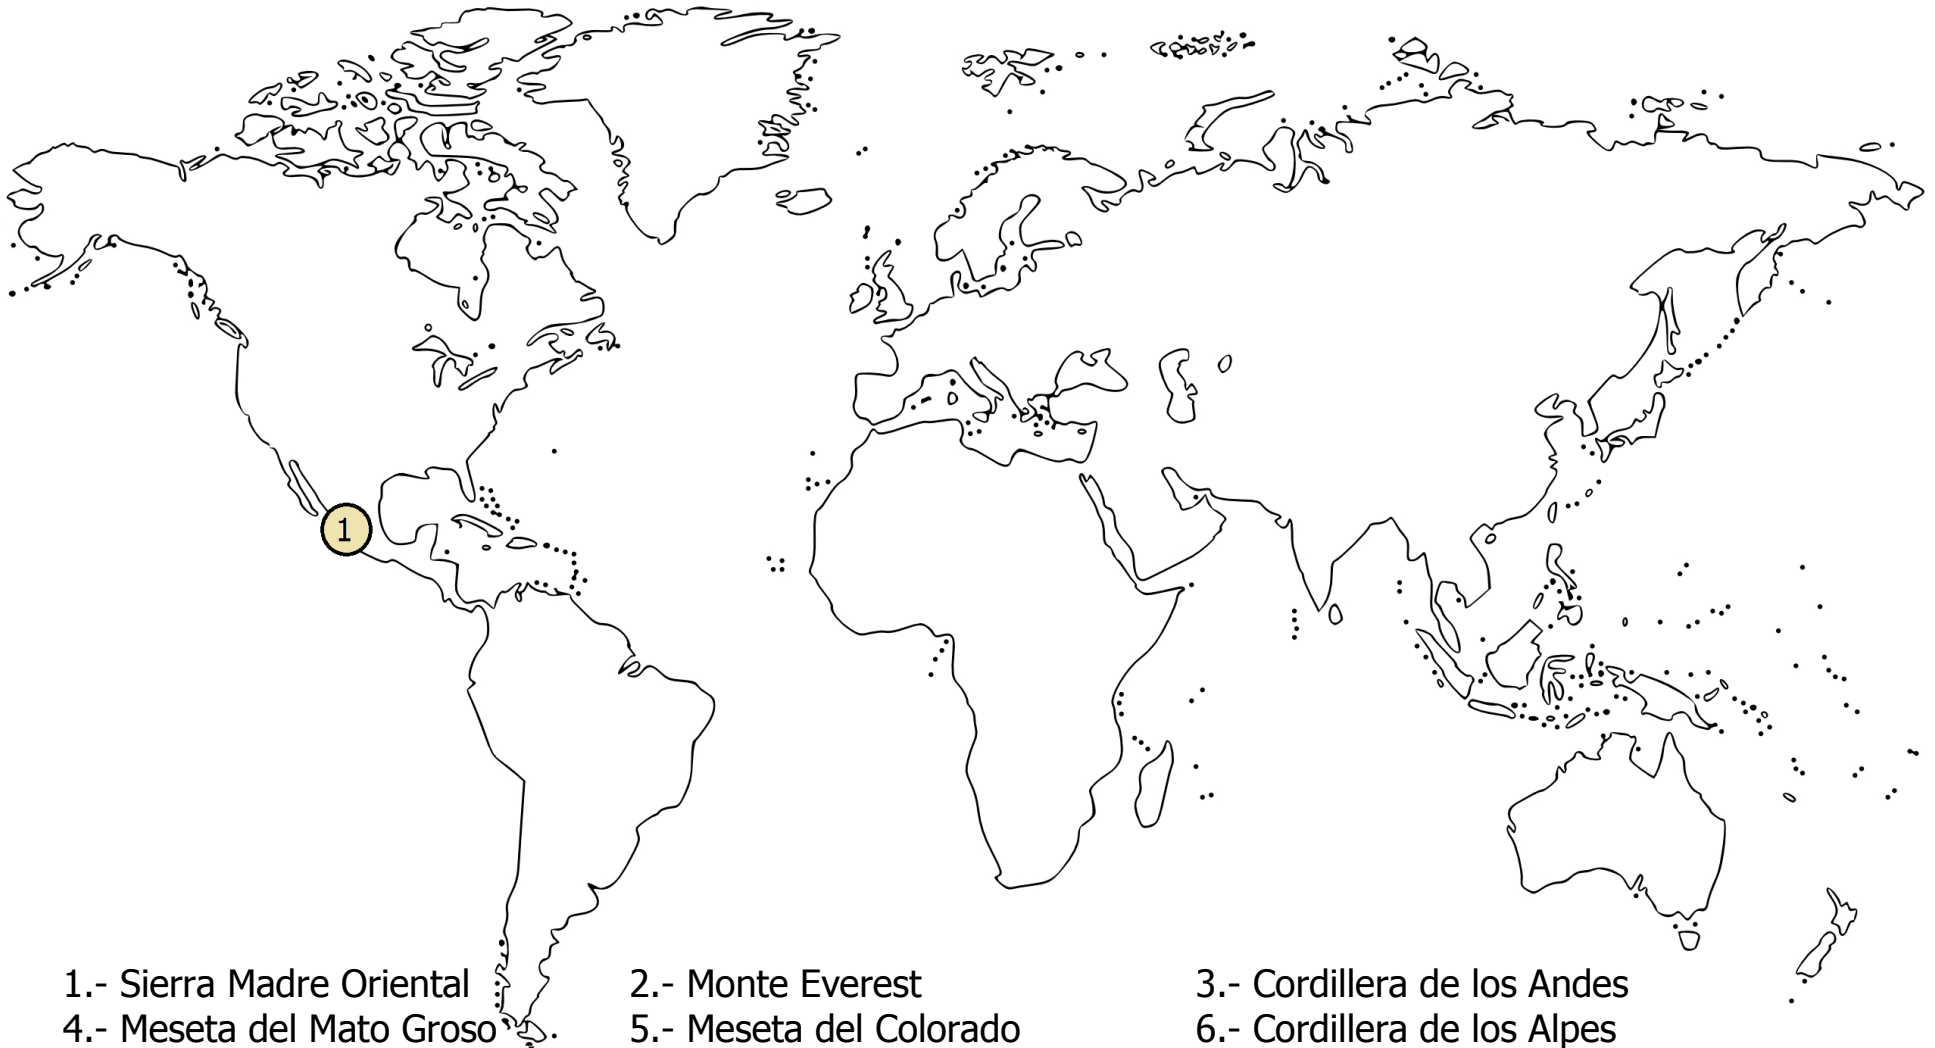 1
1.- Sierra Madre Oriental 2.- Monte Everest 3.- Cordillera de los Andes
4.- Meseta del Mato Groso 5.- Meseta del Colorado 6.- Cordillera de los Alpes